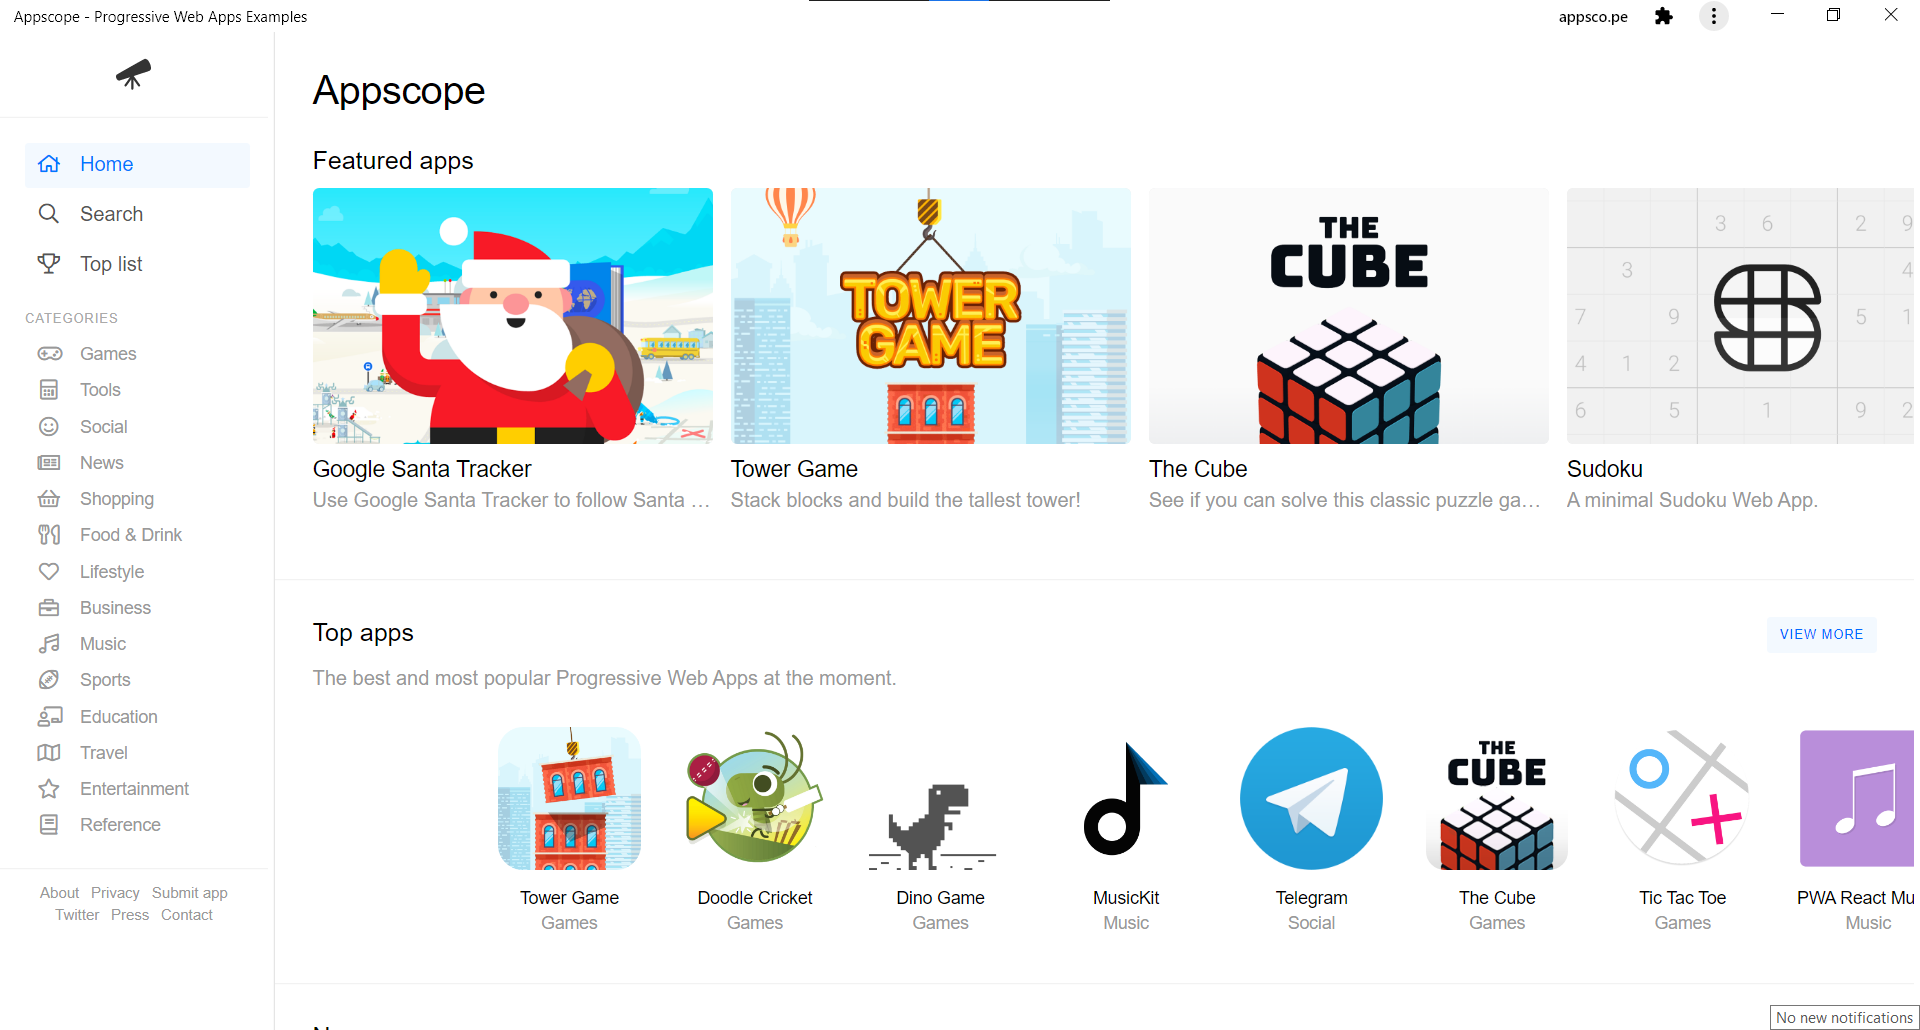 Appscope - Progressive Web Apps Examples
appsco.pe
Home
Search
Top list
CATEGORIES
Games
Tools
Social
News
Shopping
Food & Drink
Lifestyle
Business
Music
Sports
Education
Travel
Entertainment
Reference
About Privacy Submit app
Twitter Press Contact
Appscope
Featured apps
THE
CUBE
TOWER
GAME
3 6 2 9
3 4
7 9 5 1
4 1 2
6 5 1 9 2
Google Santa Tracker
Use Google Santa Tracker to follow Santa ...
Tower Game
Stack blocks and build the tallest tower!
The Cube
See if you can solve this classic puzzle ga...
Sudoku
A minimal Sudoku Web App.
Top apps
VIEW MORE
The best and most popular Progressive Web Apps at the moment.
THE
CUBE
Tower Game
Games
Doodle Cricket
Games
Dino Game
Games
MusicKit
Music
Telegram
Social
The Cube
Games
Tic Tac Toe
Games
PWA React Mu
Music
No new notifications